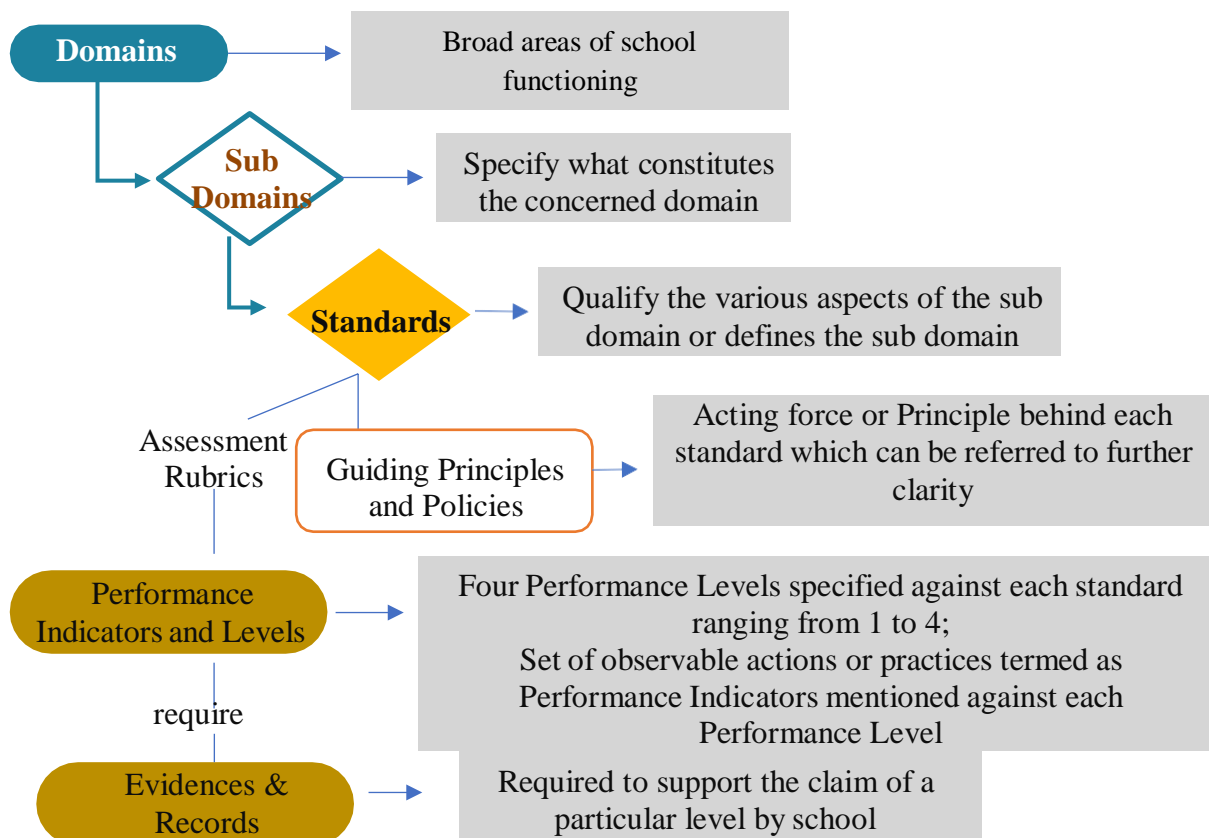 Domains
Broad areas of school
functioning
Sub
Domains
Specify what constitutes
the concerned domain
Standards
Qualify the various aspects of the sub
domain or defines the sub domain
Assessment
Rubrics
Guiding Principles
and Policies
Acting force or Principle behind each
standard which can be referred to further
clarity
Performance
Indicators and Levels
Four Performance Levels specified against each standard
ranging from 1 to 4;
Set of observable actions or practices termed as
Performance Indicators mentioned against each
Performance Level
require
Evidences &
Records
Required to support the claim of a
particular level by school